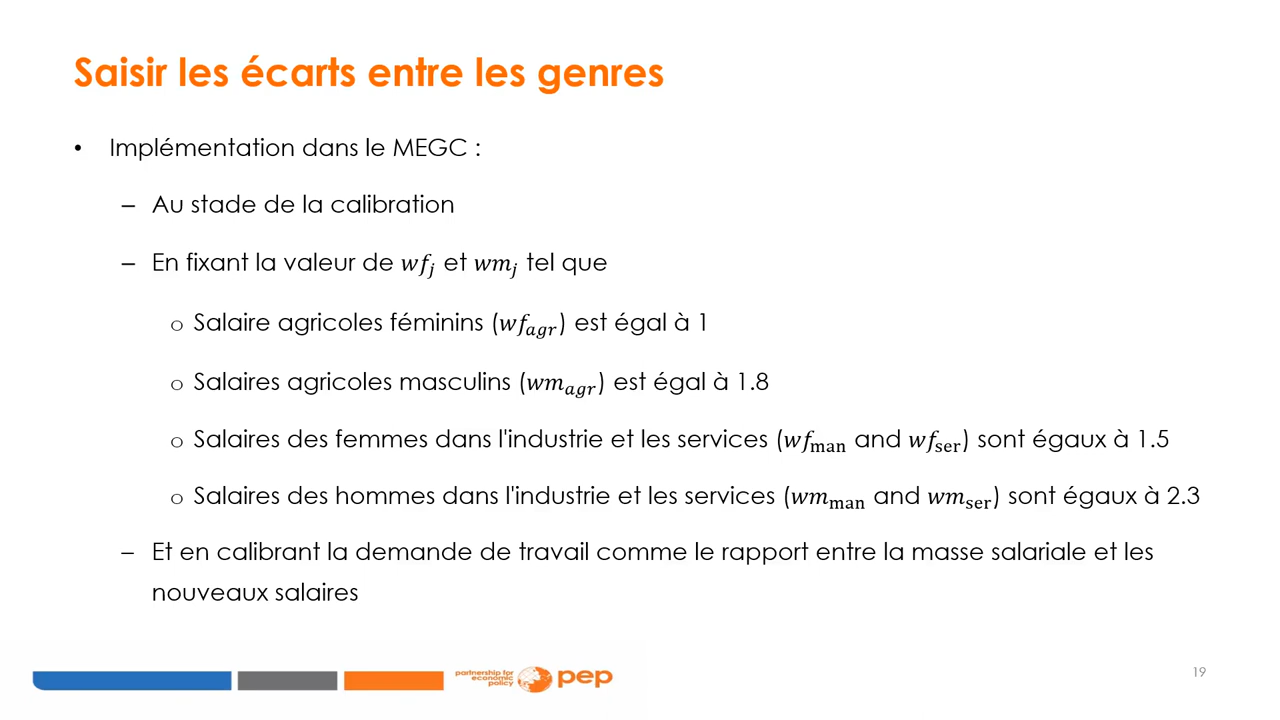 Saisir les écarts entre les genres
• Implémentation dans le MEGC :
– Au stade de la calibration
– En fixant la valeur de wf_j et wm_j tel que
o Salaire agricoles féminins (wf_agr) est égal à 1
o Salaires agricoles masculins (wm_agr) est égal à 1.8
o Salaires des femmes dans l'industrie et les services (wf_man and wf_ser) sont égaux à 1.5
o Salaires des hommes dans l'industrie et les services (wm_man and wm_ser) sont égaux à 2.3
– Et en calibrant la demande de travail comme le rapport entre la masse salariale et les
nouveaux salaires
partnership for
economic
policy
pep
19